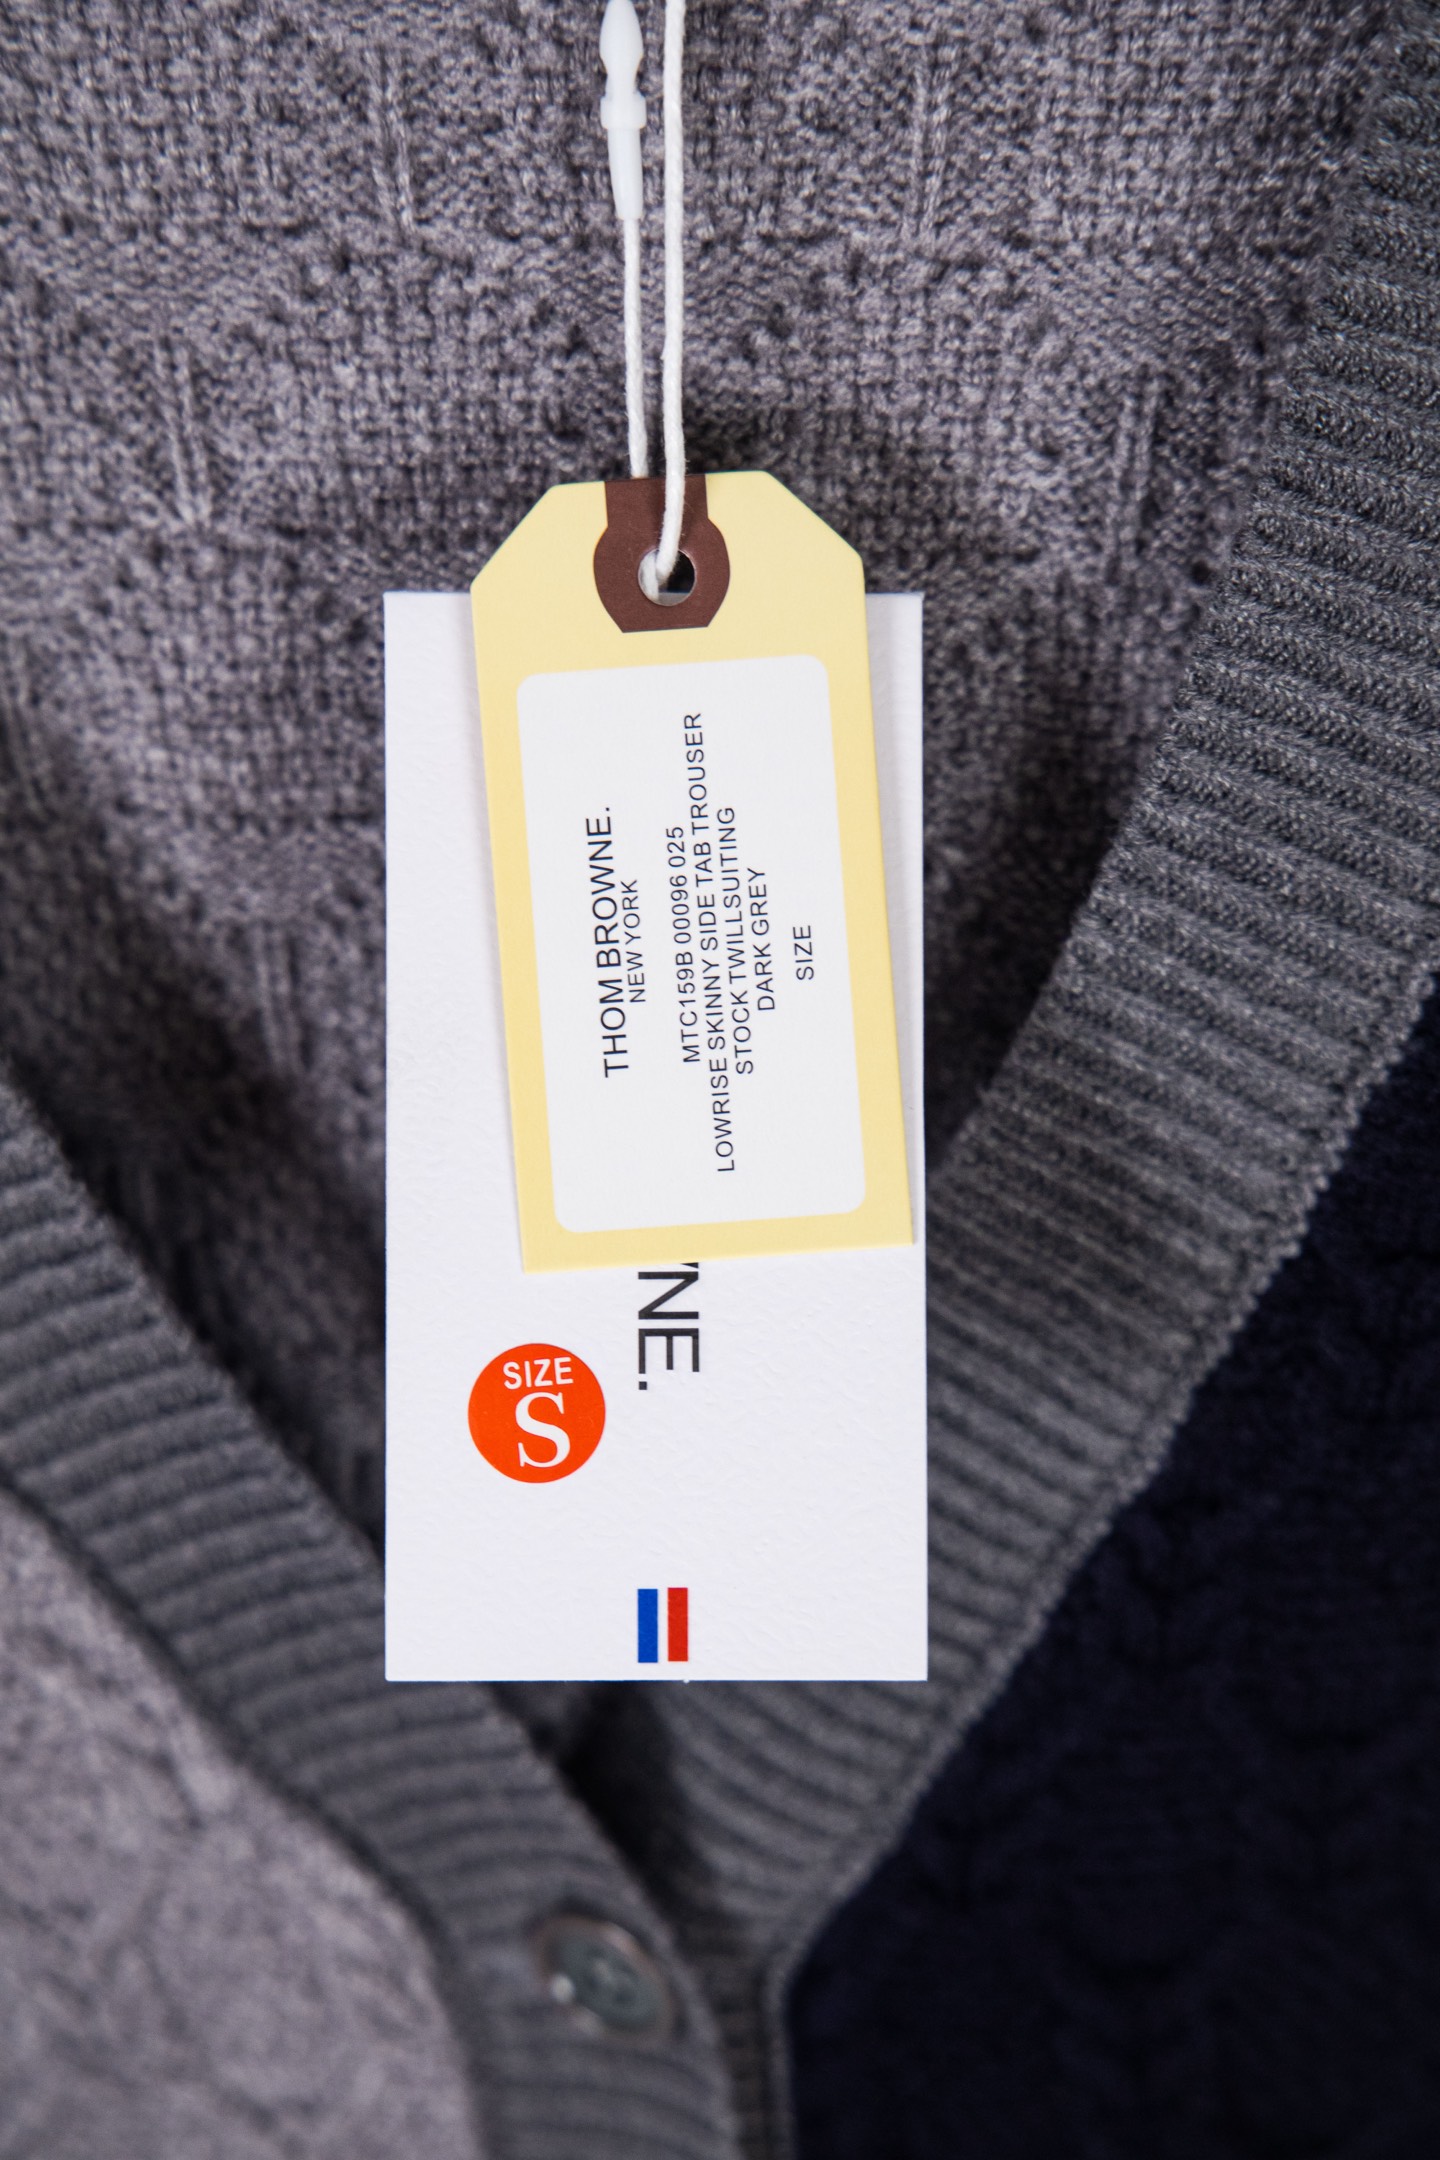 THOM BROWNE.
NEW YORK
MTC159B 00096 025
LOWRISE SKINNY SIDE TAB TROUSER
STOCK TWILLSUITING
DARK GREY
SIZE
NE.
SIZE
S